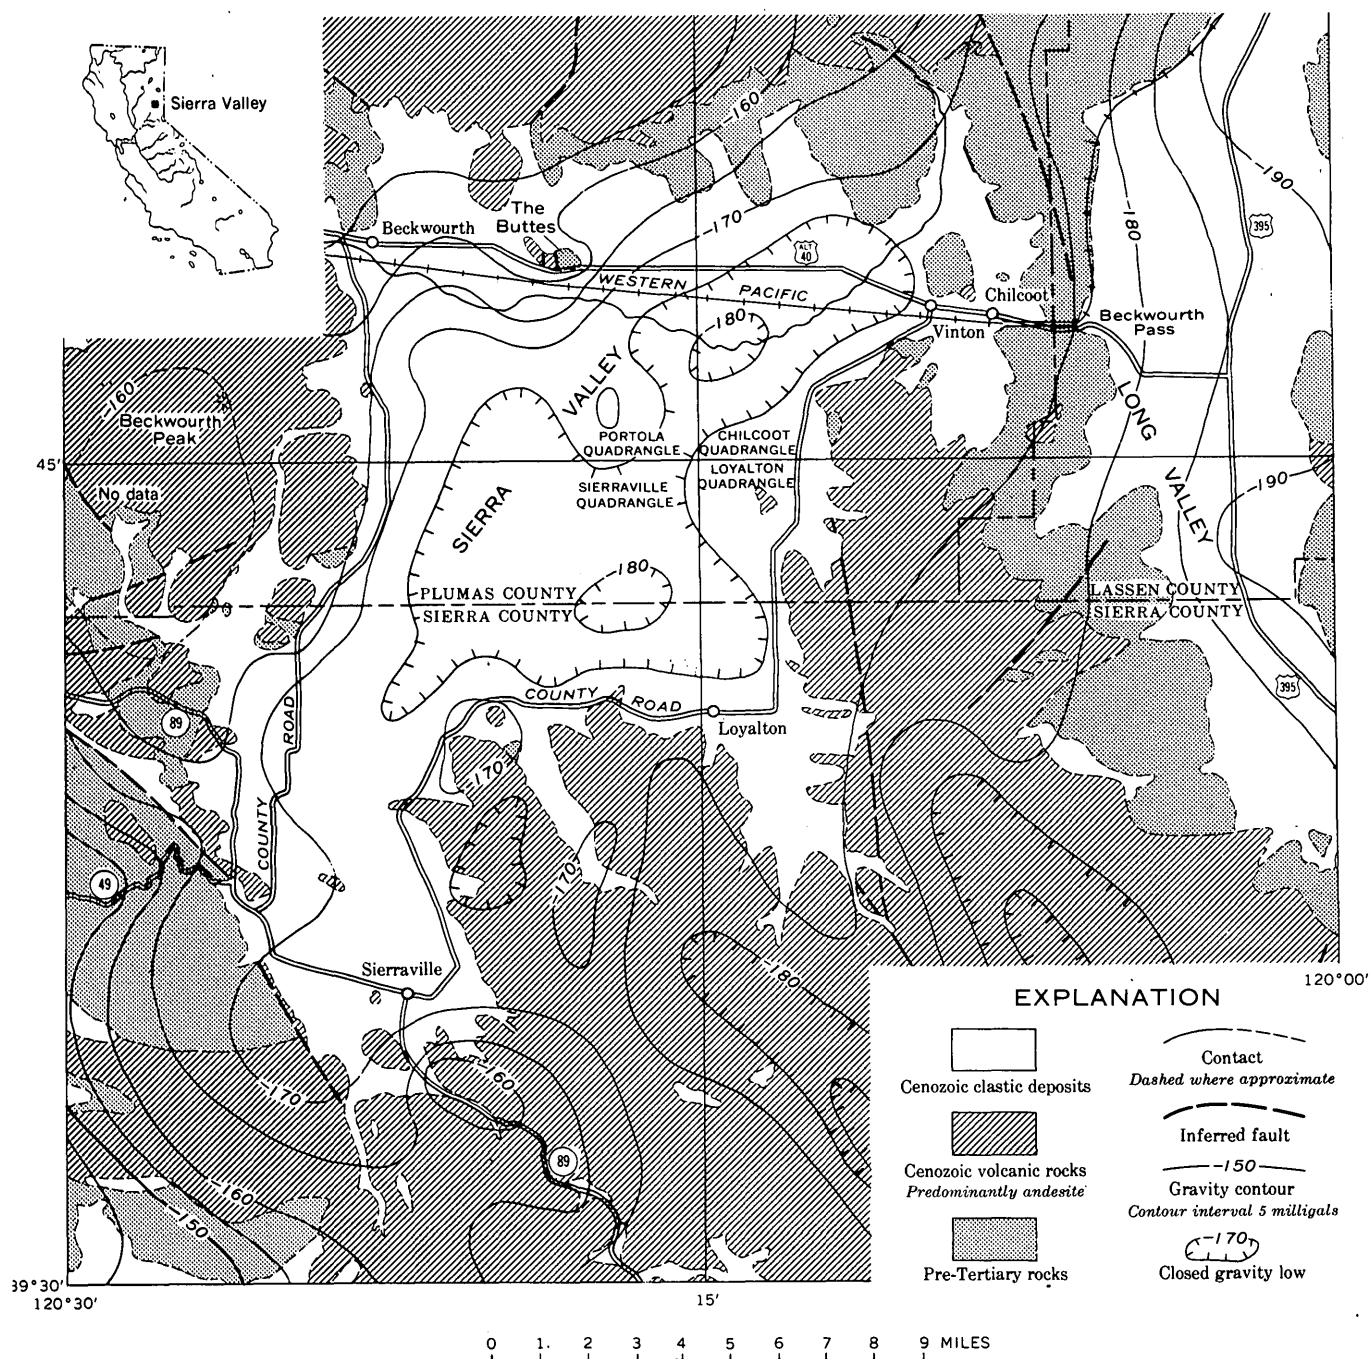 Sierra Valley
-160
-190
The
Buttes
Beckwourth
-170
-180
395
ALT
40
WESTERN PACIFIC
Chilcoot
Vinton
Beckwourth
Pass
-180
VALLEY
LONG
-160
Beckwourth
Peak
PORTOLA
QUADRANGLE
CHILCOOT
QUADRANGLE
45'
LOYALTON
QUADRANGLE
SIERRAVILLE
QUADRANGLE
No data
SIERRA
VALLEY
-190
-180
PLUMAS COUNTY
SIERRA COUNTY
LASSEN COUNTY
SIERRA COUNTY
395
COUNTY ROAD
ROAD
89
Loyalton
-170
COUNTY
49
-170
Sierraville
-180
120°00'
-160
-170
89
-160
-150
EXPLANATION
Cenozoic clastic deposits
Cenozoic volcanic rocks
Predominantly andesite
Pre-Tertiary rocks
Contact
Dashed where approximate
Inferred fault
-150
Gravity contour
Contour interval 5 milligals
-170
Closed gravity low
39°30'
120°30'
15'
0 1. 2 3 4 5 6 7 8 9 MILES